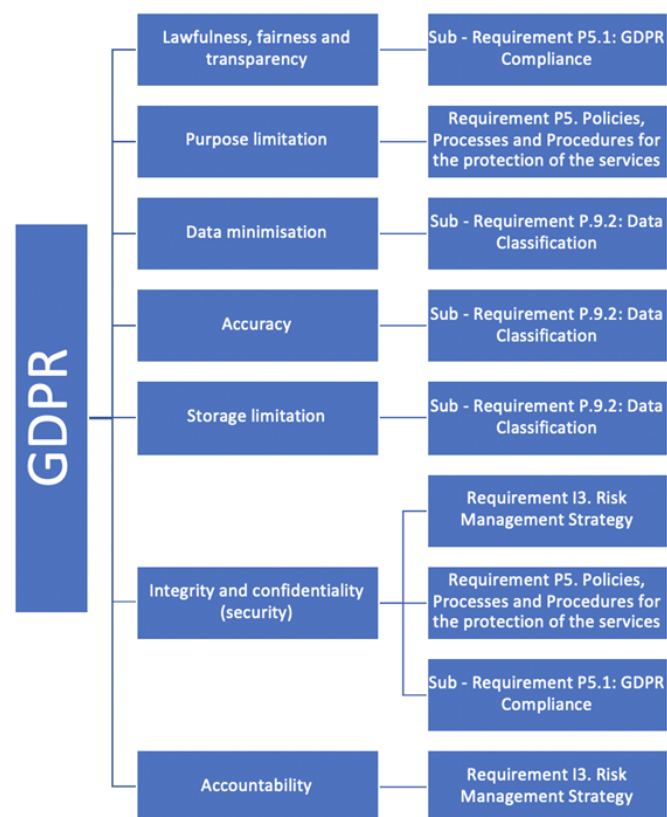 GDPR
Lawfulness, fairness and
transparency
Sub - Requirement P5.1: GDPR
Compliance
Purpose limitation
Requirement P5. Policies,
Processes and Procedures for
the protection of the services
Data minimisation
Sub - Requirement P.9.2: Data
Classification
Accuracy
Sub - Requirement P.9.2: Data
Classification
Storage limitation
Sub - Requirement P.9.2: Data
Classification
Integrity and confidentiality
(security)
Requirement I3. Risk
Management Strategy
Requirement P5. Policies,
Processes and Procedures for
the protection of the services
Sub - Requirement P5.1: GDPR
Compliance
Accountability
Requirement I3. Risk
Management Strategy